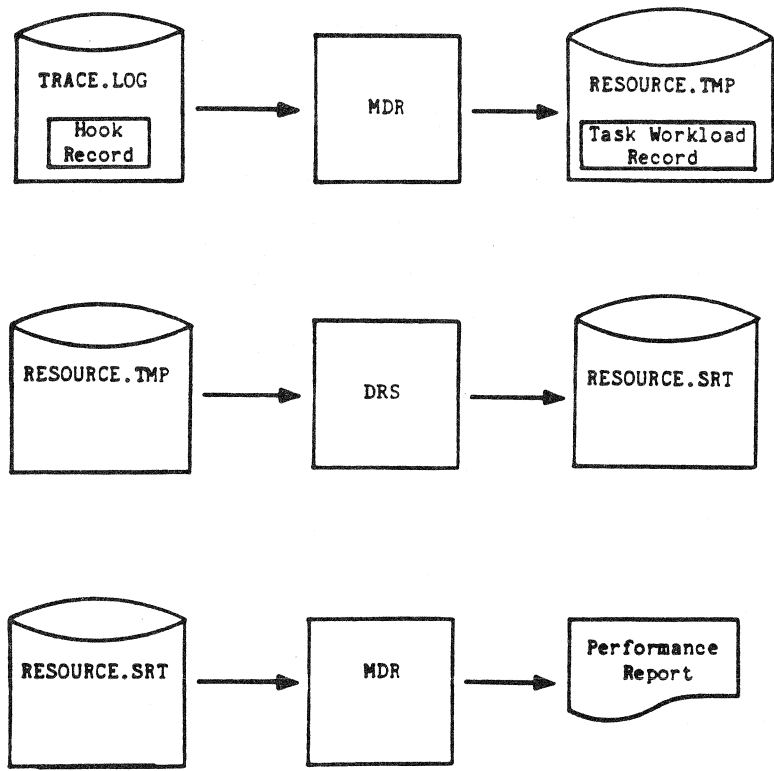 TRACE.LOG
Hook
Record
MDR
RESOURCE.TMP
Task Workload
Record
RESOURCE.TMP
DRS
RESOURCE.SRT
RESOURCE.SRT
MDR
Performance
Report